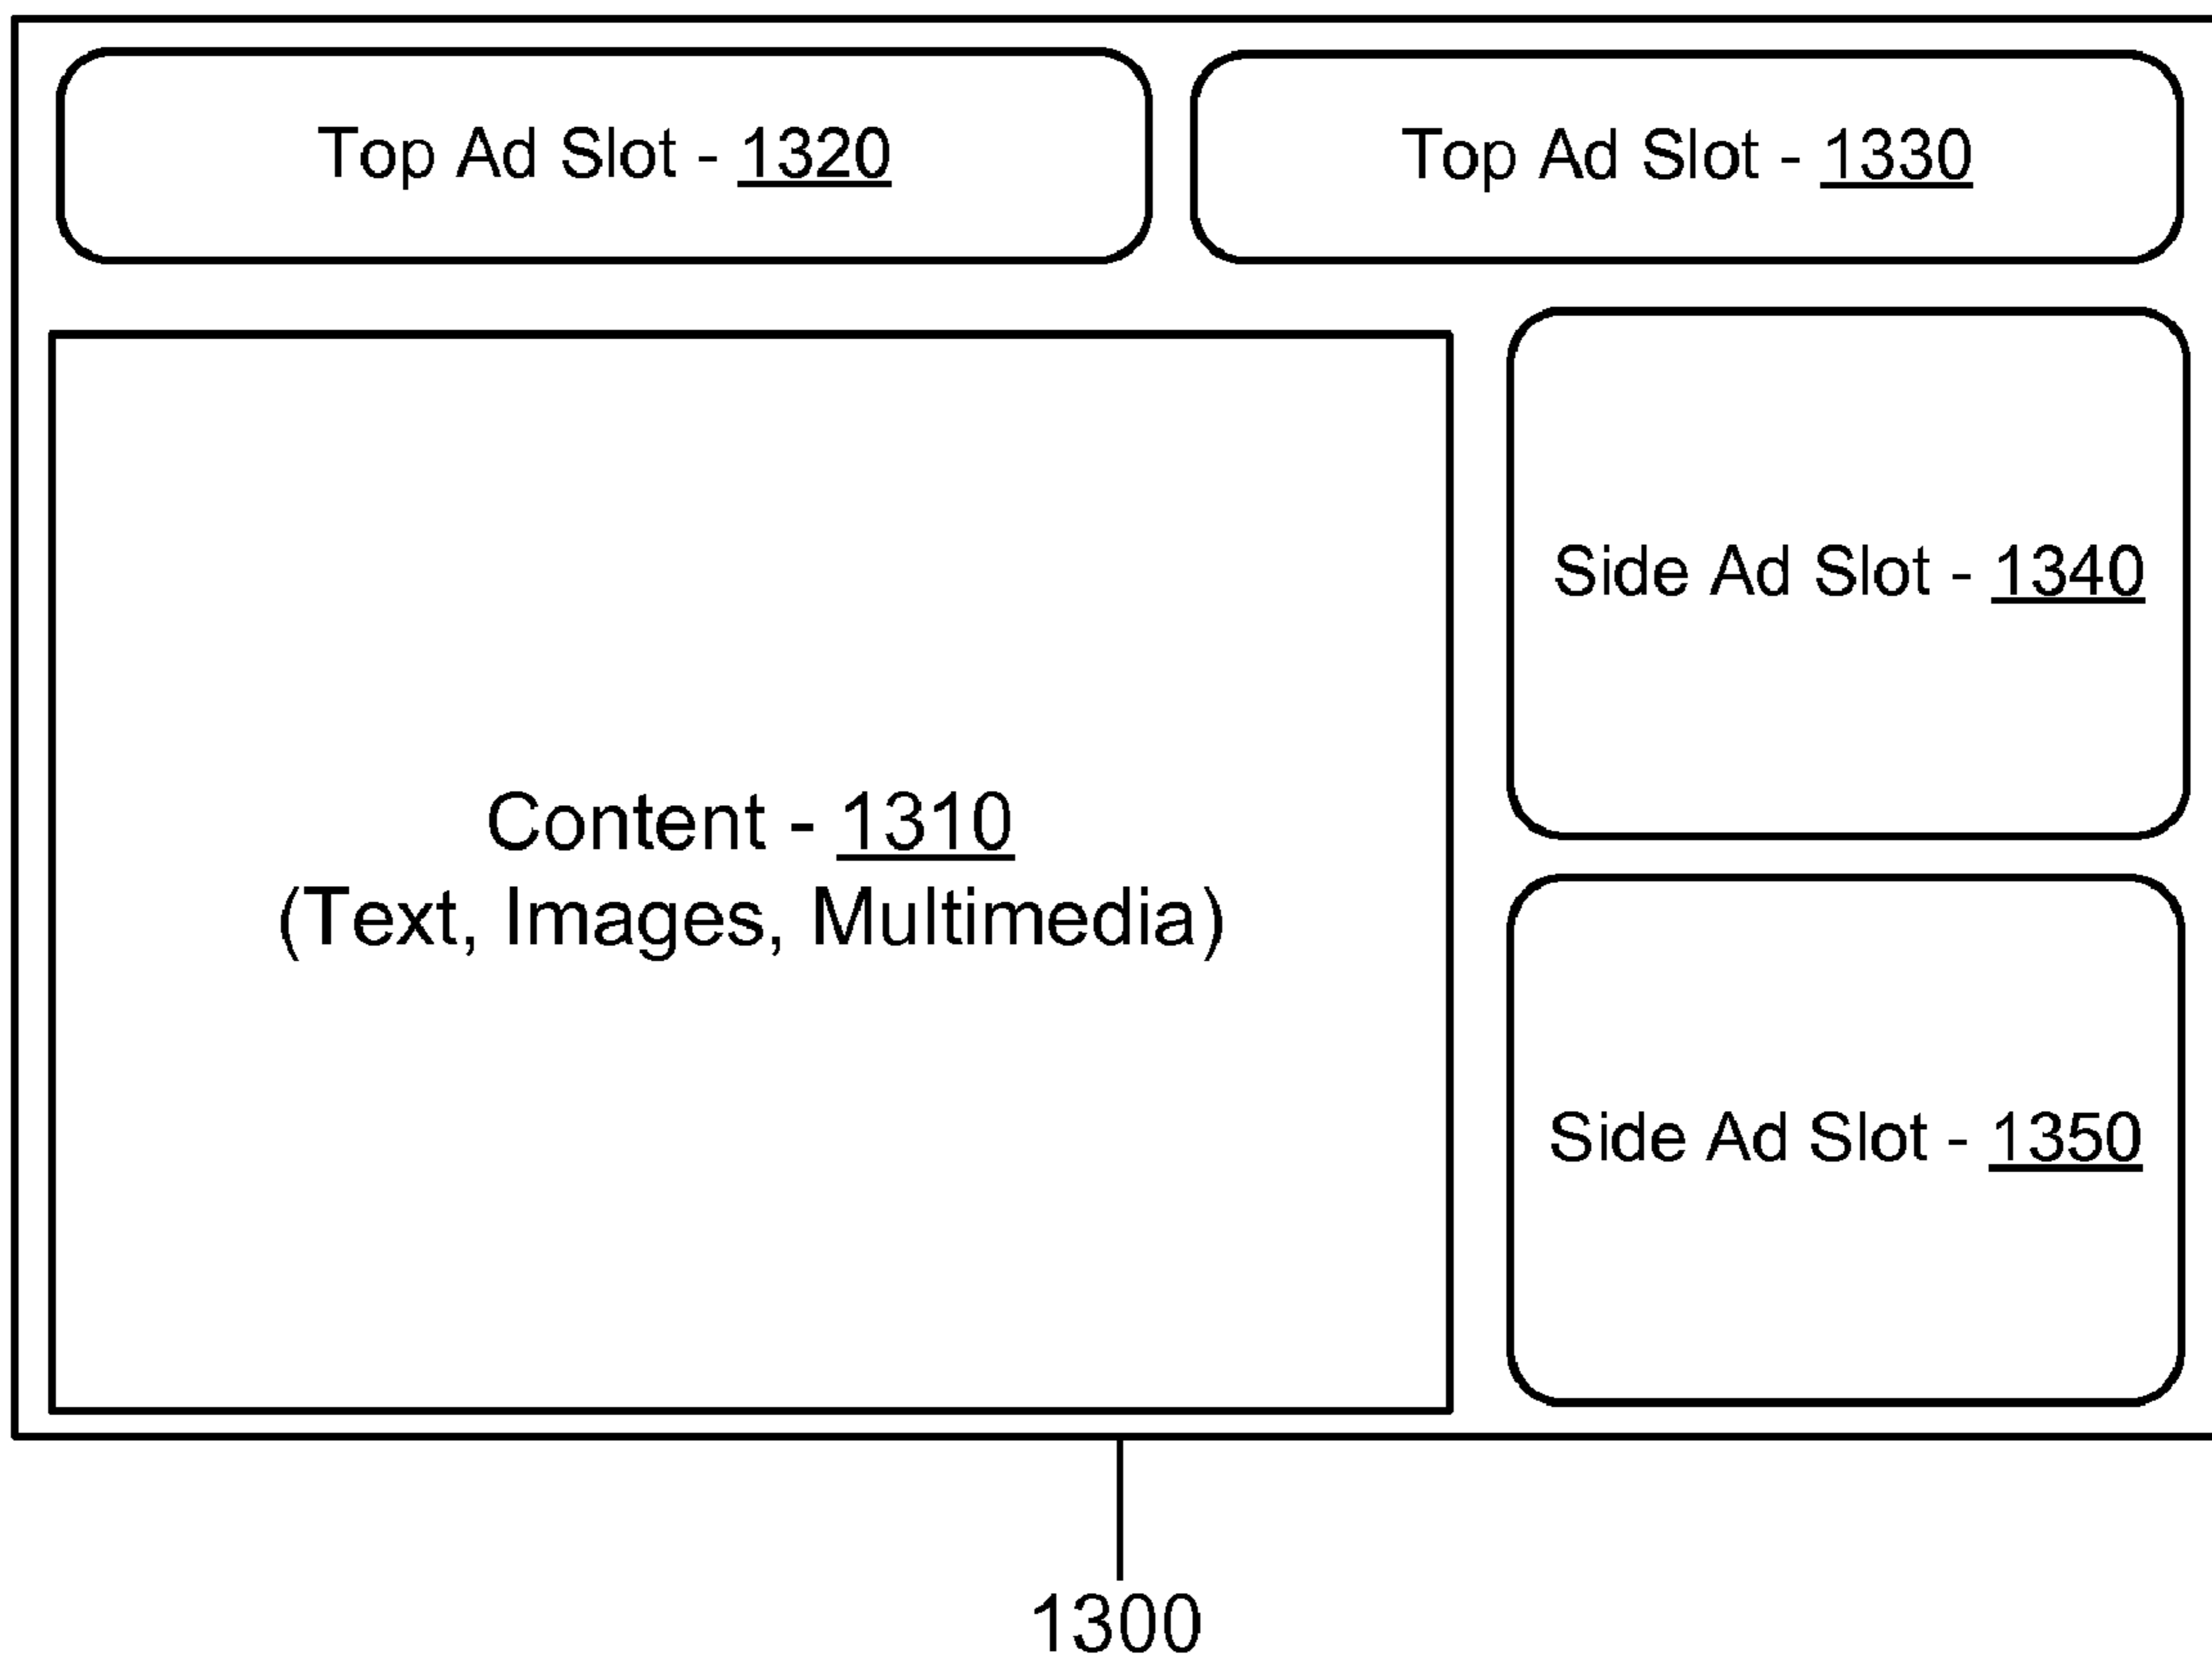 Top Ad Slot - 1320
Top Ad Slot - 1330
Side Ad Slot - 1340
Content - 1310
(Text, Images, Multimedia)
Side Ad Slot - 1350
1300